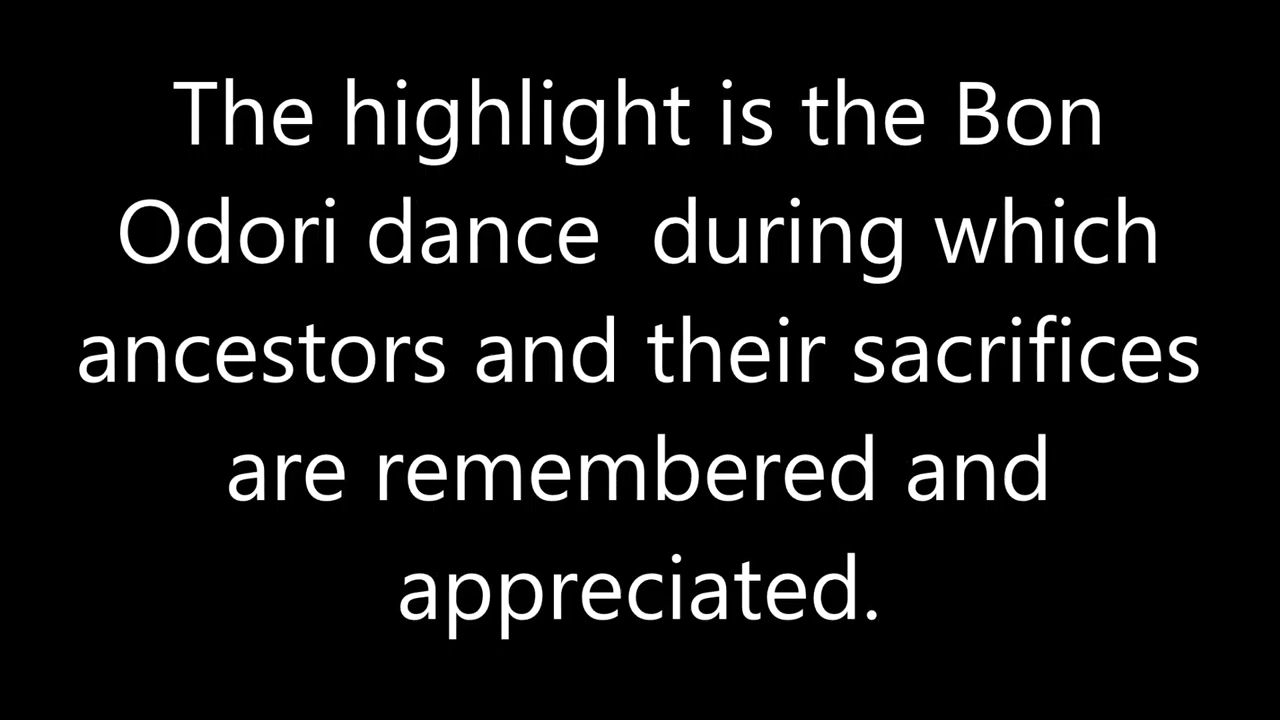 The highlight is the Bon
Odori dance  during which
ancestors and their sacrifices
are remembered and
appreciated.